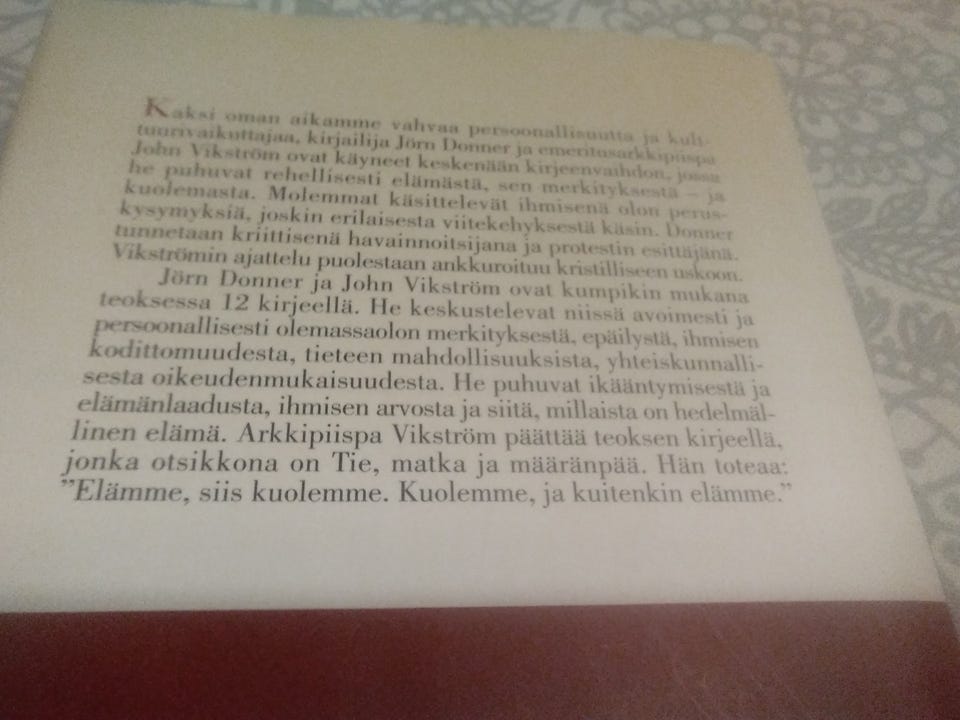 Kaksi oman aikamme vahvaa persoonallisuutta ja kult-
tuurivaikuttajaa, kirjailija Jörn Donner ja emeritusarkkipiispa
John Vikström ovat käyneet keskenään kirjeenvaihdon, jossa
he puhuvat rehellisesti elämästä, sen merkityksestä – ja
kuolemasta. Molemmat käsittelevät ihmisenä olon perus-
kysymyksiä, joskin erilaisesta viitekehyksestä käsin. Donner
tunnetaan kriittisenä havainnoitsijana ja protestin esittäjänä.
Vikströmin ajattelu puolestaan ankkuroituu kristilliseen uskoon.
Jörn Donner ja John Vikström ovat kumpikin mukana
teoksessa 12 kirjeellä. He keskustelevat niissä avoimesti ja
persoonallisesti olemassaolon merkityksestä, epäilystä, ihmisen
kodittomuudesta, tieteen mahdollisuuksista, yhteiskunnalli-
sesta oikeudenmukaisuudesta. He puhuvat ikääntymisestä ja
elämänlaadusta, ihmisen arvosta ja siitä, millaista on hedelmäl-
linen elämä. Arkkipiispa Vikström päättää teoksen kirjeellä,
jonka otsikkona on Tie, matka ja määränpää. Hän toteaa:
”Elämme, siis kuolemme. Kuolemme, ja kuitenkin elämme.”